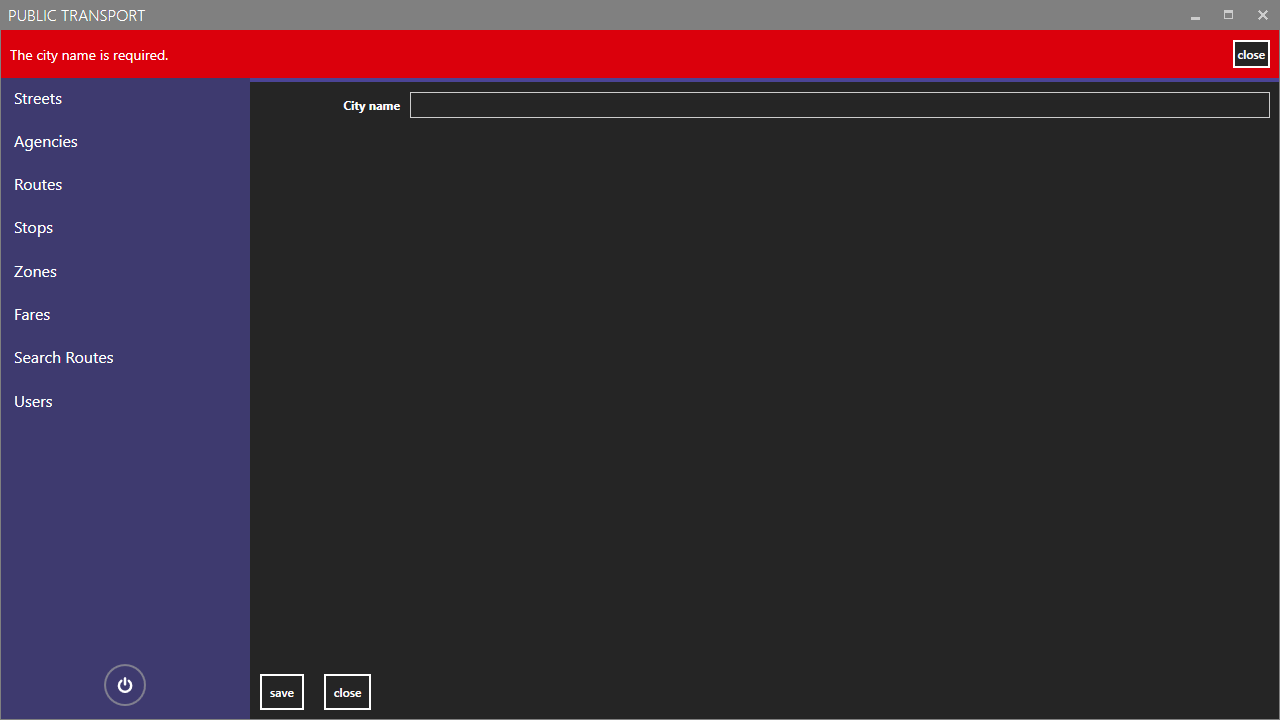 PUBLIC TRANSPORT
The city name is required.
close
Streets
Agencies
Routes
Stops
Zones
Fares
Search Routes
Users
City name
save
close